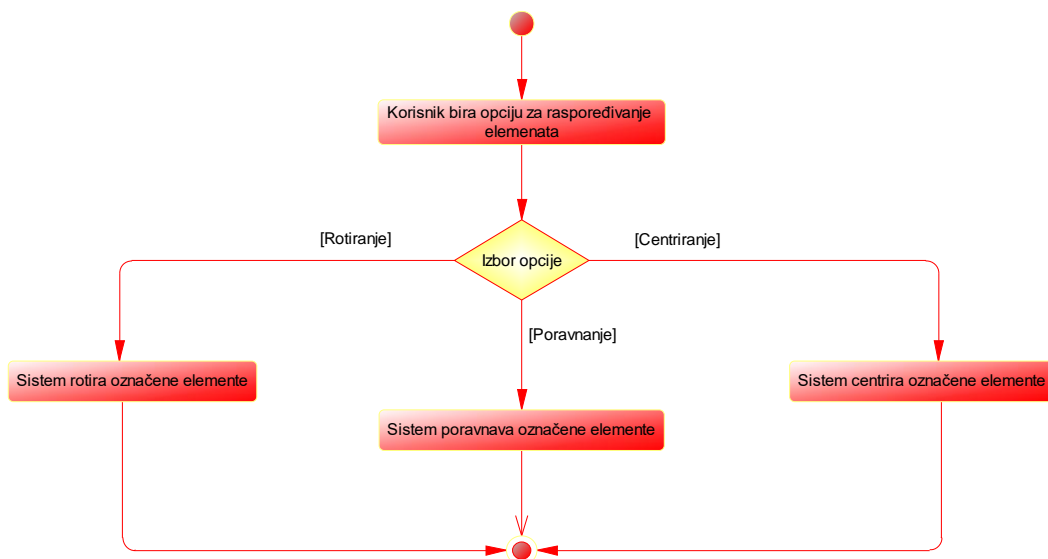 Korisnik bira opciju za raspoređivanje
elemenata
[Rotiranje]
[Centriranje]
Izbor opcije
[Poravnanje]
Sistem rotira označene elemente
Sistem centrira označene elemente
Sistem poravnava označene elemente